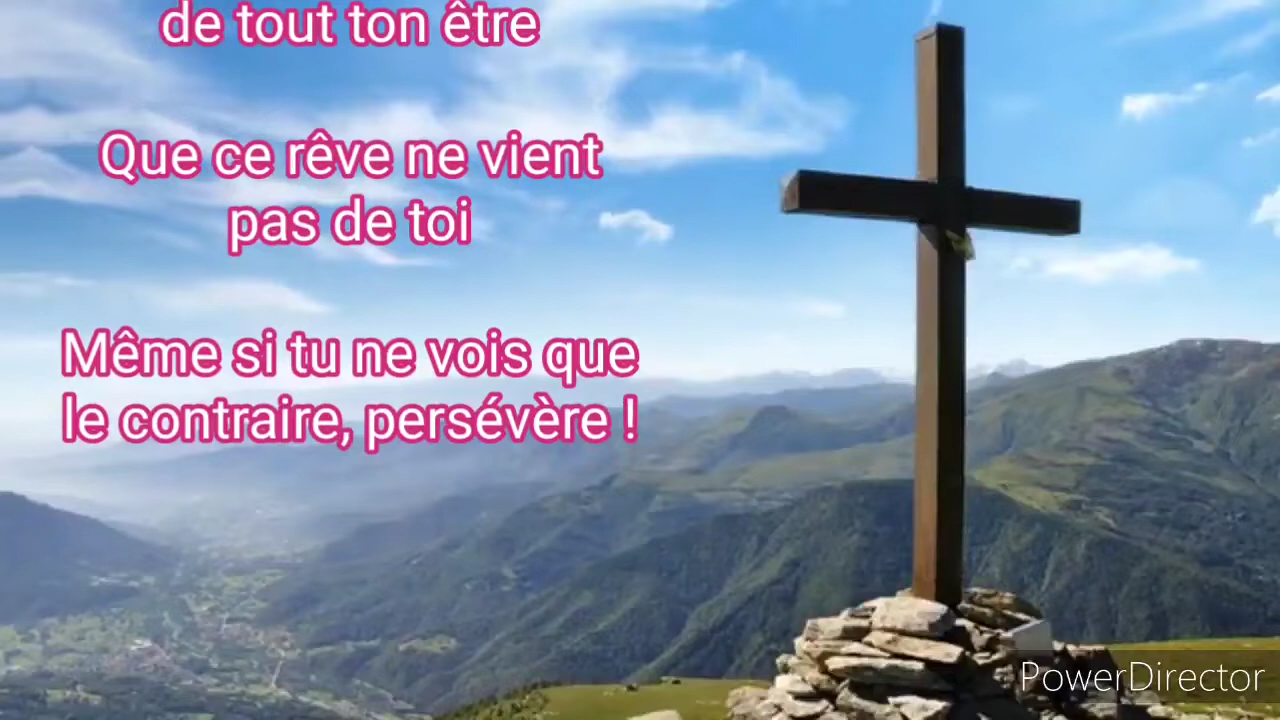 de tout ton être
Que ce rêve ne vient
pas de toi
Même si tu ne vois que
le contraire, persévère !
PowerDirector